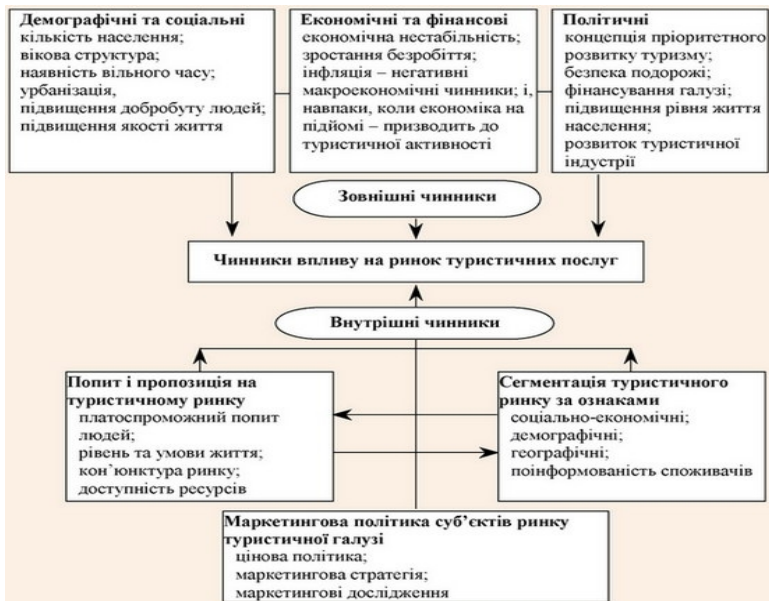 Демографічні та соціальні
кількість населення;
вікова структура;
наявність вільного часу;
урбанізація,
підвищення добробуту людей;
підвищення якості життя
Економічні та фінансові
економічна нестабільність;
зростання безробіття;
інфляція – негативні
макроекономічні чинники; і,
навпаки, коли економіка на
підйомі – призводить до
туристичної активності
Політичні
концепція пріоритетного
розвитку туризму;
безпека подорожі;
фінансування галузі;
підвищення рівня життя
населення;
розвиток туристичної
індустрії
Зовнішні чинники
Чинники впливу на ринок туристичних послуг
Внутрішні чинники
Попит і пропозиція на
туристичному ринку
платоспроможний попит
людей;
рівень та умови життя;
кон`юнктура ринку;
доступність ресурсів
Сегментація туристичного
ринку за ознаками
соціально-економічні;
демографічні;
географічні;
поінформованість споживачів
Маркетингова політика суб’єктів ринку
туристичної галузі
цінова політика;
маркетингова стратегія;
маркетингові дослідження